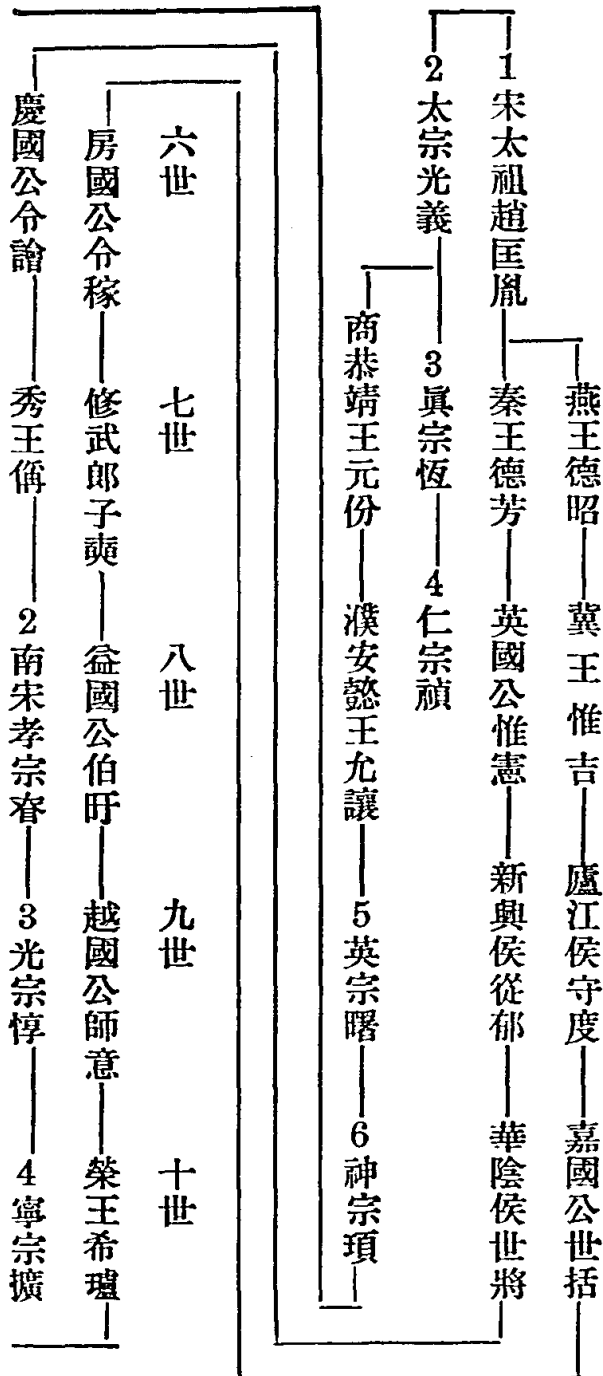 燕王德昭 冀王惟吉 廬江侯守度 嘉國公世括
1 宋太祖趙匡胤 秦王德芳 英國公惟憲 新興侯從郁 華陰侯世將
2 太宗光義 3 眞宗恆 4 仁宗禎
商恭靖王元份 濮安懿王允讓 5 英宗曙 6 神宗頊
六世 七世 八世 九世 十世
房國公令稼 修武郎子奭 益國公伯旴 越國公師意 榮王希瓐
慶國公令譮 秀王偁 2 南宋孝宗昚 3 光宗惇 4 寧宗擴